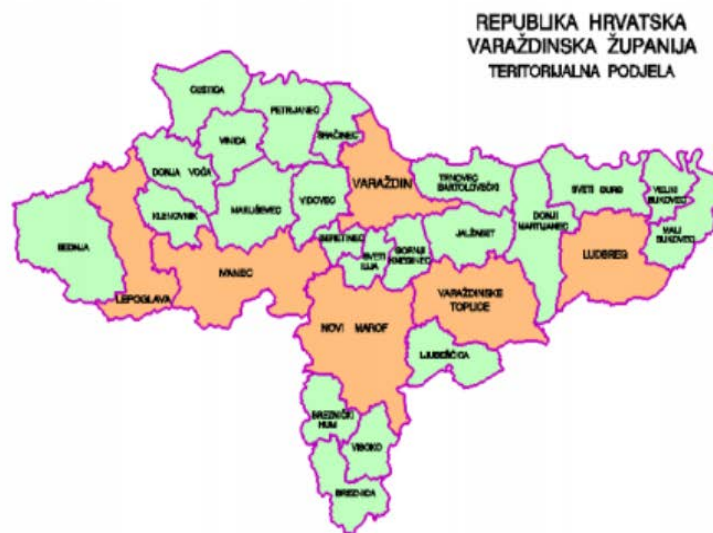 REPUBLIKA HRVATSKA
VARAŽDINSKA ŽUPANIJA
TERITORIJALNA PODJELA
CESTICA
PETRIJANEC
SRAČINEC
VINICA
VARAŽDIN
DONJA VOĆA
TRNOVEC
BARTOLOVEČKI
SVETI ĐURĐ
VELIKI
BUKOVEC
KLENOVNIK
MARUŠEVEC
VIDOVEC
DONJI
MARTIJANEC
MALI
BUKOVEC
BEDNJA
BERETINEC
SVETI
ILIJA
GORNJI
KNEGINEC
JALŽABET
LUDBREG
IVANEC
LEPOGLAVA
VARAŽDINSKE
TOPLICE
NOVI MAROF
LJUBEŠĆICA
BREZNIČKI
HUM
VISOKO
BREZNICA